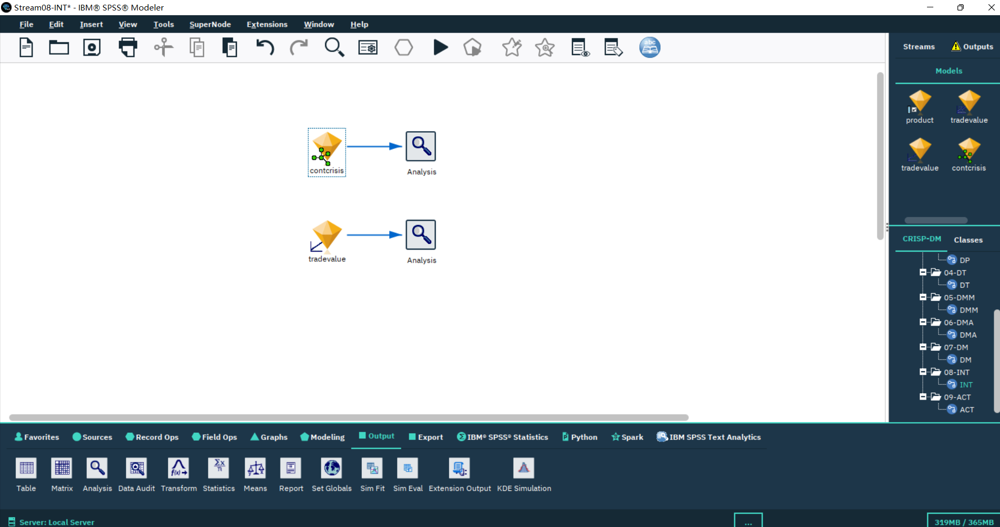 Stream08-INT* - IBM® SPSS® Modeler
File Edit Insert View Tools SuperNode Extensions Window Help
abc
Streams Outputs
Models
product tradevalue
tradevalue contcrisis
contcrisis Analysis
tradevalue Analysis
CRISP-DM Classes
DP
04-DT
DT
05-DMM
DMM
06-DMA
DMA
07-DM
DM
08-INT
INT
09-ACT
ACT
Favorites Sources Record Ops Field Ops Graphs Modeling Output Export IBM® SPSS® Statistics Python Spark IBM SPSS Text Analytics
Table Matrix Analysis Data Audit Transform Statistics Means Report Set Globals Sim Fit Sim Eval Extension Output KDE Simulation
Server: Local Server ... 319MB / 365MB